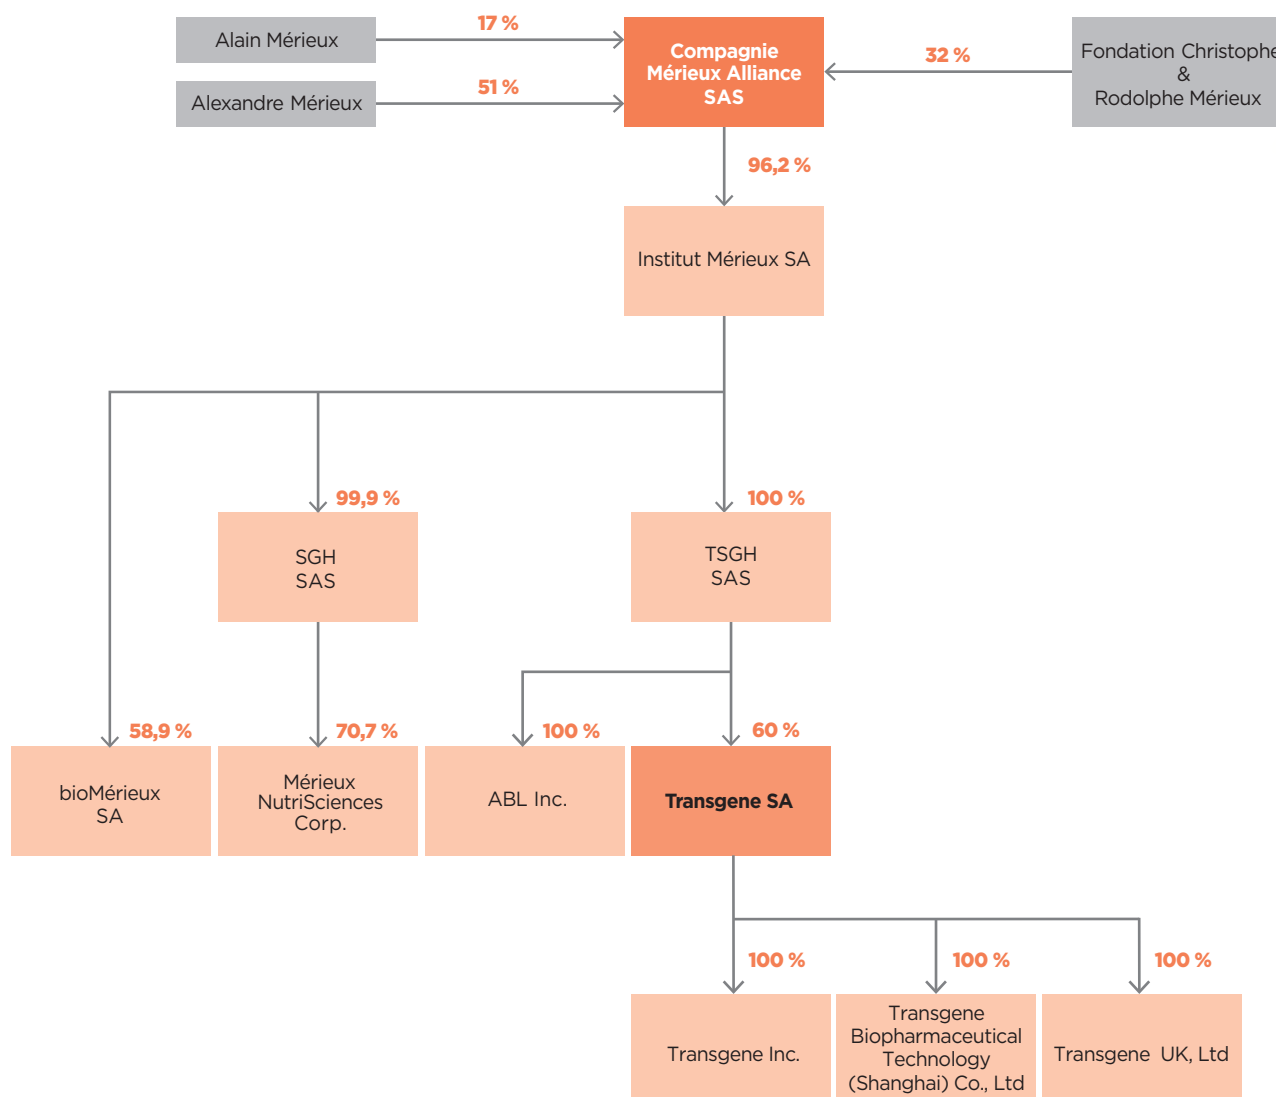 Alain Mérieux
17 %
Compagnie
Mérieux Alliance
SAS
32 %
Fondation Christophe
&
Rodolphe Mérieux
Alexandre Mérieux
51 %
96,2 %
Institut Mérieux SA
99,9 %
100 %
SGH
SAS
TSGH
SAS
58,9 %
70,7 %
100 %
60 %
bioMérieux
SA
Mérieux
NutriSciences
Corp.
ABL Inc.
Transgene SA
100 %
100 %
100 %
Transgene Inc.
Transgene
Biopharmaceutical
Technology
(Shanghai) Co., Ltd
Transgene UK, Ltd